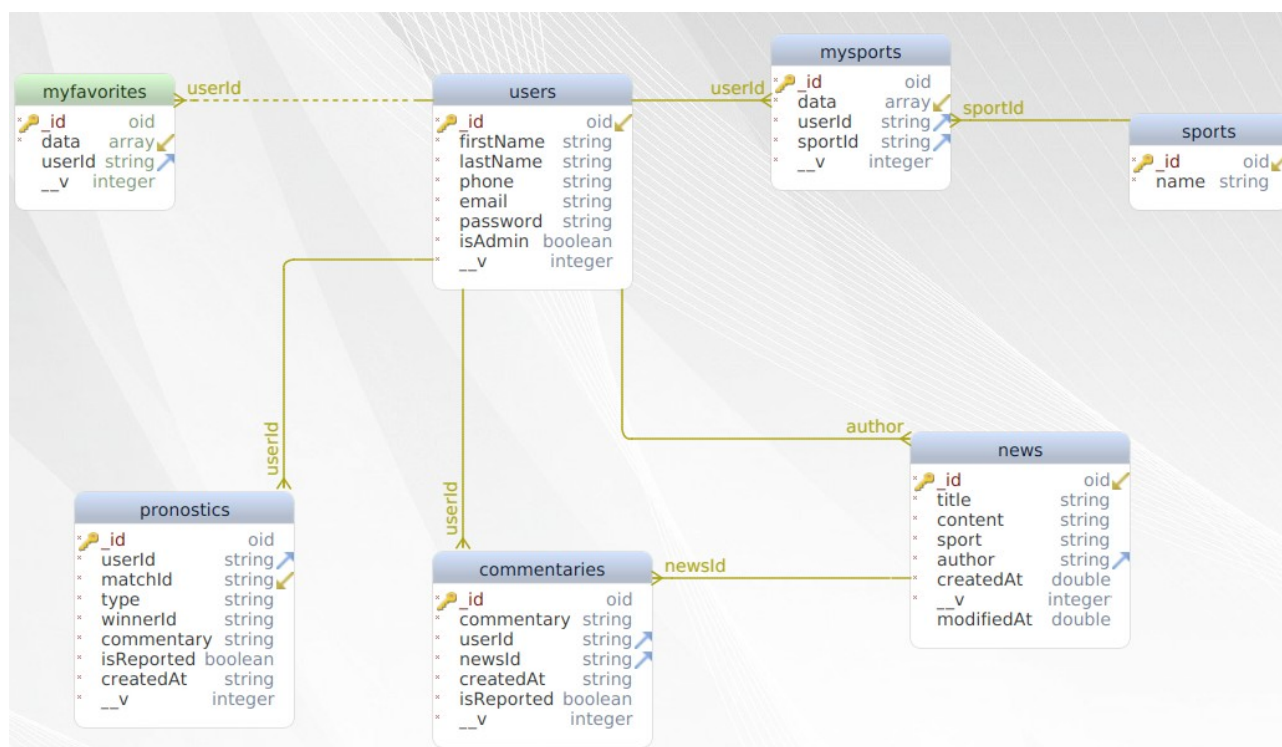 myfavorites
_id oid
data array
userId string
__v integer
userId
users
_id oid
firstName string
lastName string
phone string
email string
password string
isAdmin boolean
__v integer
userId
mysports
_id oid
data array
userId string
sportId string
__v integer
sportId
sports
_id oid
name string
userId
userId
author
pronostics
_id oid
userId string
matchId string
type string
winnerId string
commentary string
isReported boolean
createdAt string
__v integer
commentaries
_id oid
commentary string
userId string
newsId string
createdAt string
isReported boolean
__v integer
newsId
news
_id oid
title string
content string
sport string
author string
createdAt double
__v integer
modifiedAt double